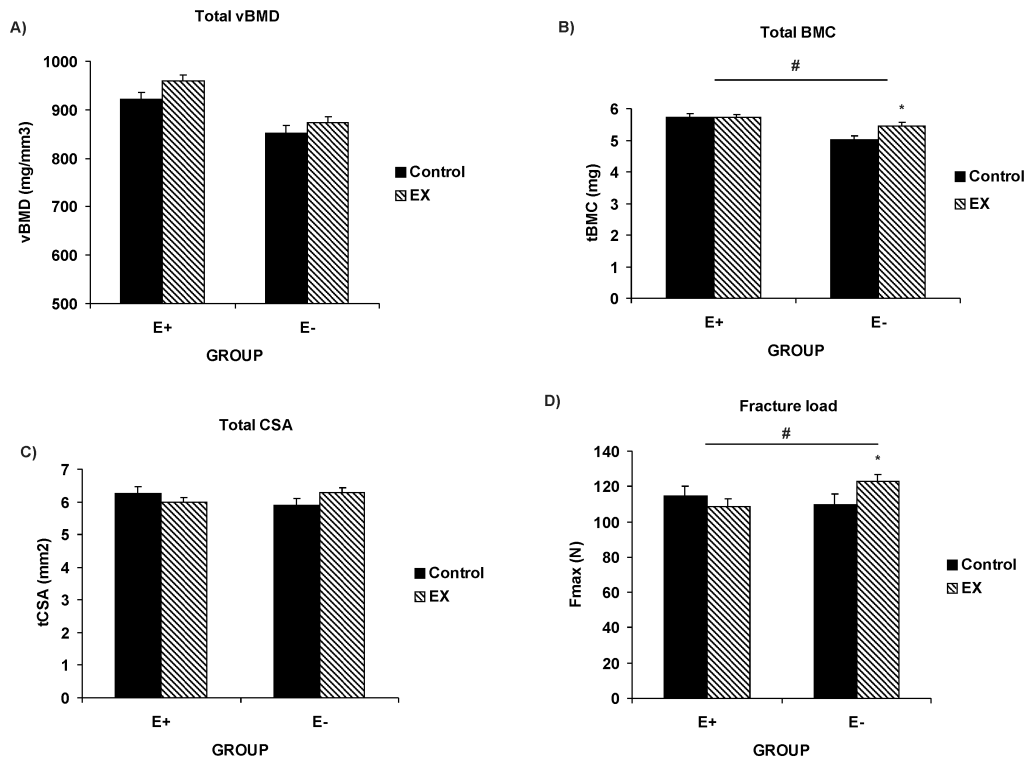 A)
Total vBMD
1000
900
800
700
600
500
vBMD (mg/mm3)
E+
E-
GROUP
Control
EX
B)
Total BMC
#
*
6
5
4
3
2
1
0
tBMC (mg)
E+
E-
GROUP
Control
EX
C)
Total CSA
7
6
5
4
3
2
1
0
tCSA (mm2)
E+
E-
GROUP
Control
EX
D)
Fracture load
#
*
140
120
100
80
60
40
20
0
Fmax (N)
E+
E-
GROUP
Control
EX